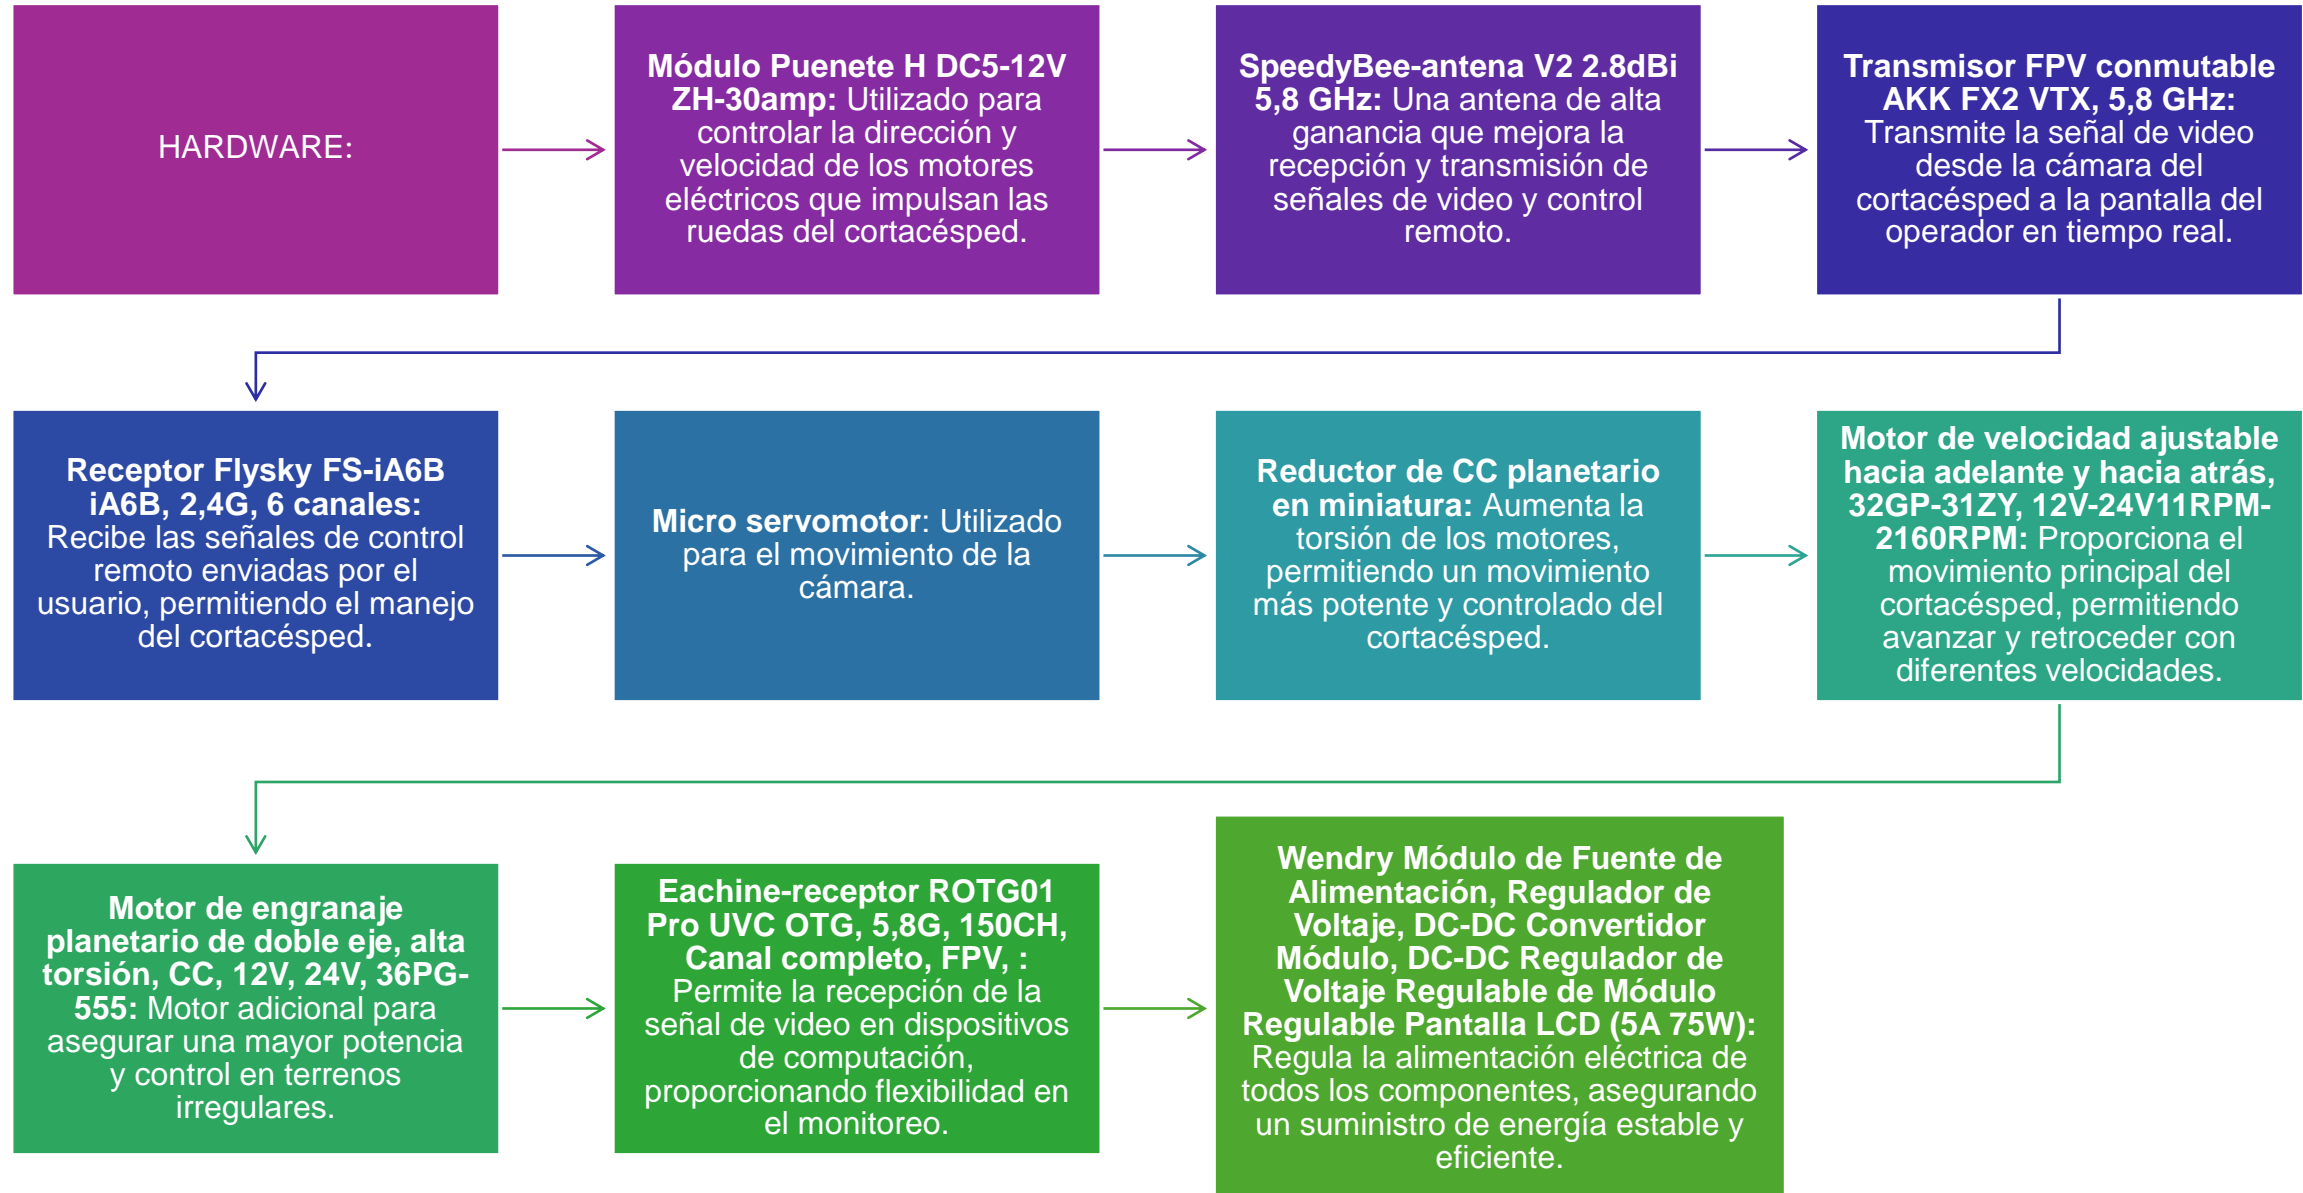 HARDWARE:
Módulo Puenete H DC5-12V
ZH-30amp: Utilizado para
controlar la dirección y
velocidad de los motores
eléctricos que impulsan las
ruedas del cortacésped.
SpeedyBee-antena V2 2.8dBi
5,8 GHz: Una antena de alta
ganancia que mejora la
recepción y transmisión de
señales de video y control
remoto.
Transmisor FPV conmutable
AKK FX2 VTX, 5,8 GHz:
Transmite la señal de video
desde la cámara del
cortacésped a la pantalla del
operador en tiempo real.
Receptor Flysky FS-iA6B
iA6B, 2,4G, 6 canales:
Recibe las señales de control
remoto enviadas por el
usuario, permitiendo el manejo
del cortacésped.
Micro servomotor: Utilizado
para el movimiento de la
cámara.
Reductor de CC planetario
en miniatura: Aumenta la
torsión de los motores,
permitiendo un movimiento
más potente y controlado del
cortacésped.
Motor de velocidad ajustable
hacia adelante y hacia atrás,
32GP-31ZY, 12V-24V11RPM-
2160RPM: Proporciona el
movimiento principal del
cortacésped, permitiendo
avanzar y retroceder con
diferentes velocidades.
Motor de engranaje
planetario de doble eje, alta
torsión, CC, 12V, 24V, 36PG-
555: Motor adicional para
asegurar una mayor potencia
y control en terrenos
irregulares.
Eachine-receptor ROTG01
Pro UVC OTG, 5,8G, 150CH,
Canal completo, FPV, :
Permite la recepción de la
señal de video en dispositivos
de computación,
proporcionando flexibilidad en
el monitoreo.
Wendry Módulo de Fuente de
Alimentación, Regulador de
Voltaje, DC-DC Convertidor
Módulo, DC-DC Regulador de
Voltaje Regulable de Módulo
Regulable Pantalla LCD (5A 75W):
Regula la alimentación eléctrica de
todos los componentes, asegurando
un suministro de energía estable y
eficiente.